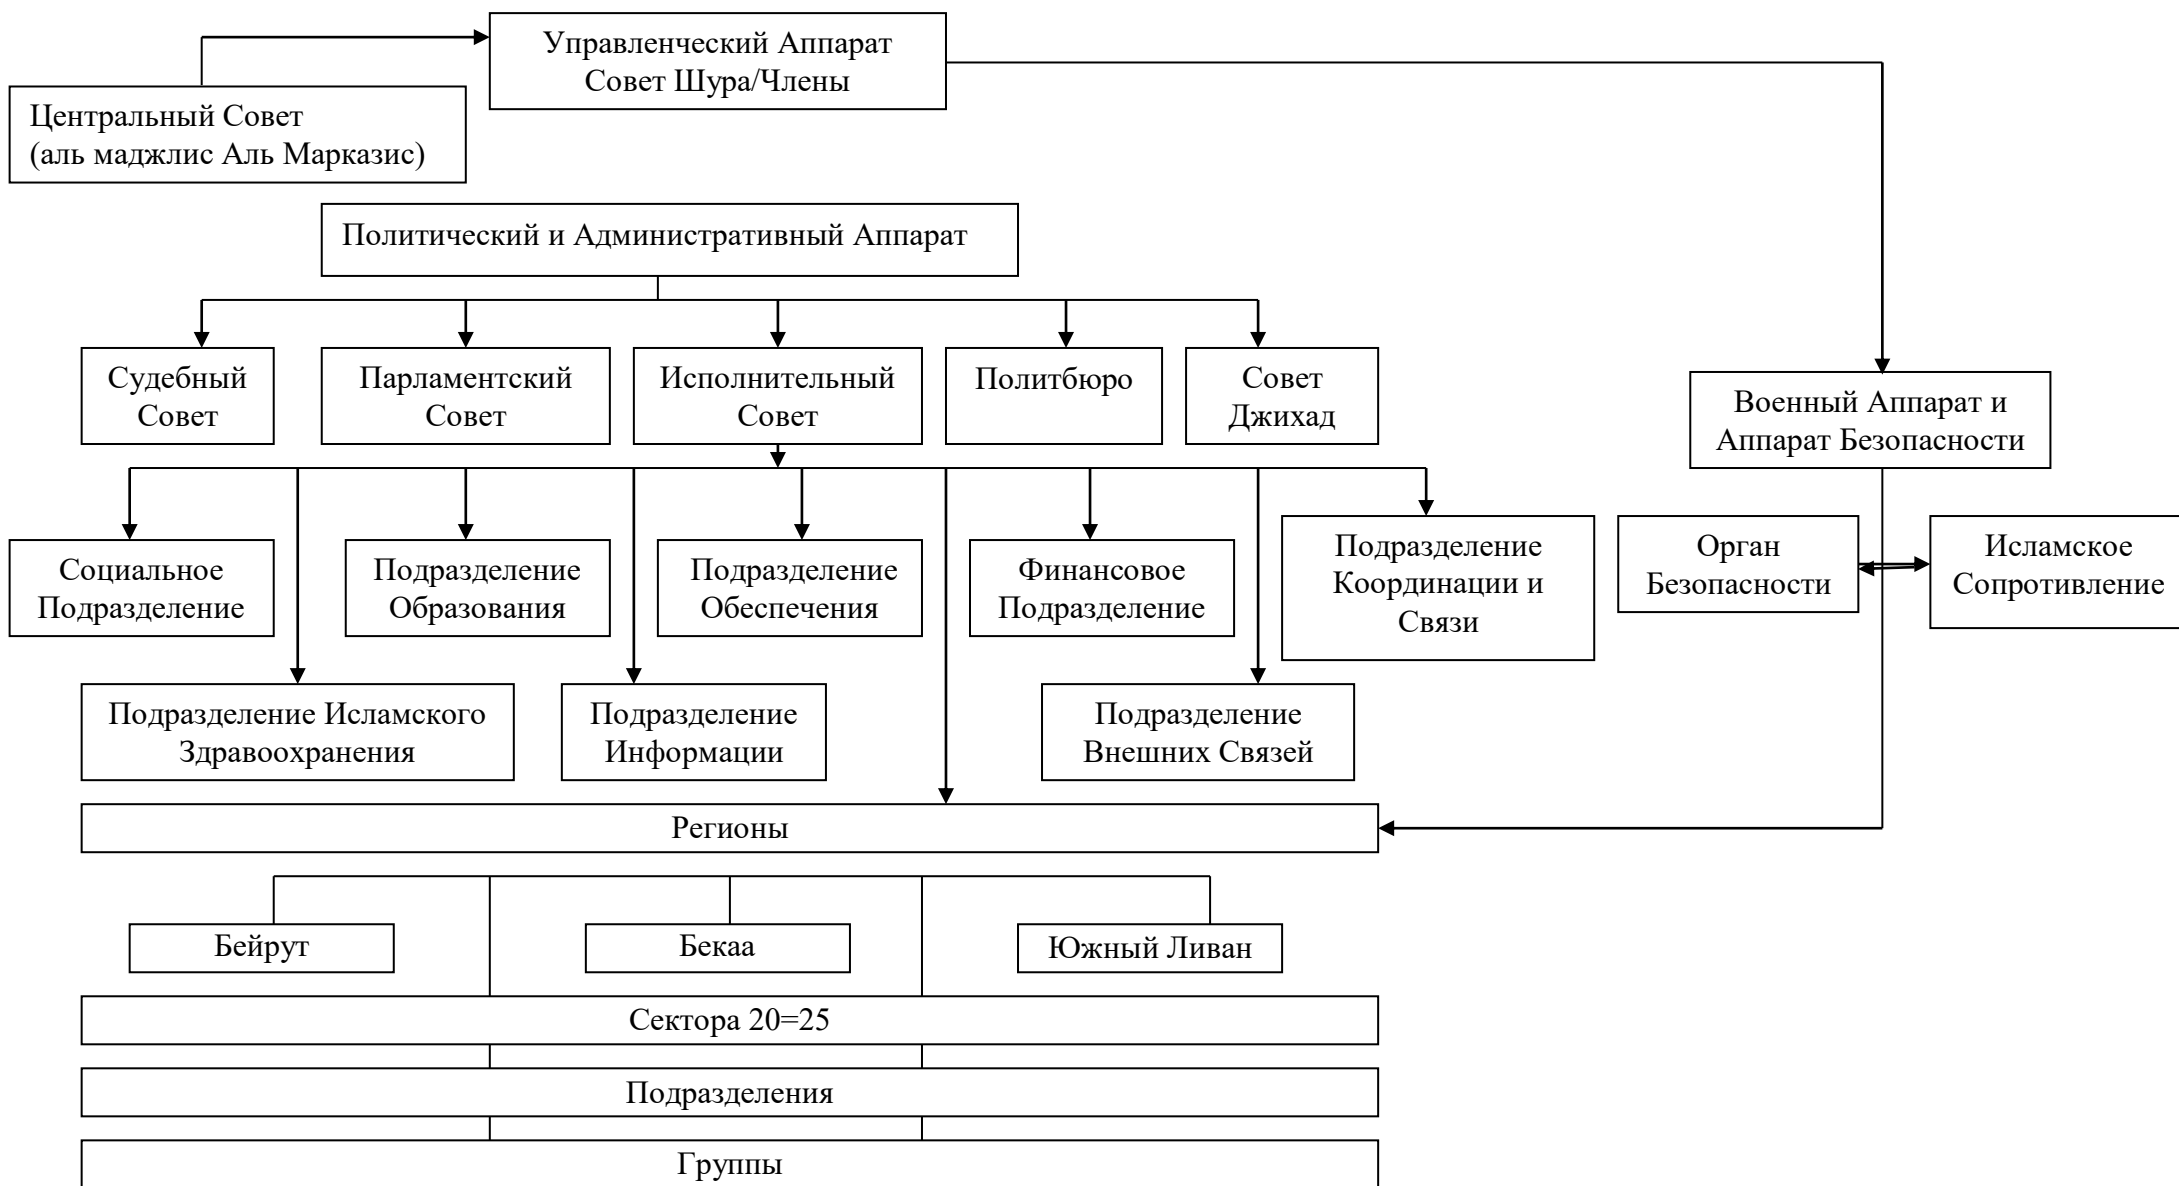 Управленческий Аппарат
Совет Шура/Члены
Центральный Совет
(аль маджлис Аль Марказис)
Политический и Административный Аппарат
Судебный
Совет
Парламентский
Совет
Исполнительный
Совет
Политбюро
Совет
Джихад
Военный Аппарат и
Аппарат Безопасности
Социальное
Подразделение
Подразделение
Образования
Подразделение
Обеспечения
Финансовое
Подразделение
Подразделение
Координации и
Связи
Орган
Безопасности
Исламское
Сопротивление
Подразделение Исламского
Здравоохранения
Подразделение
Информации
Подразделение
Внешних Связей
Регионы
Бейрут
Бекаа
Южный Ливан
Сектора 20=25
Подразделения
Группы